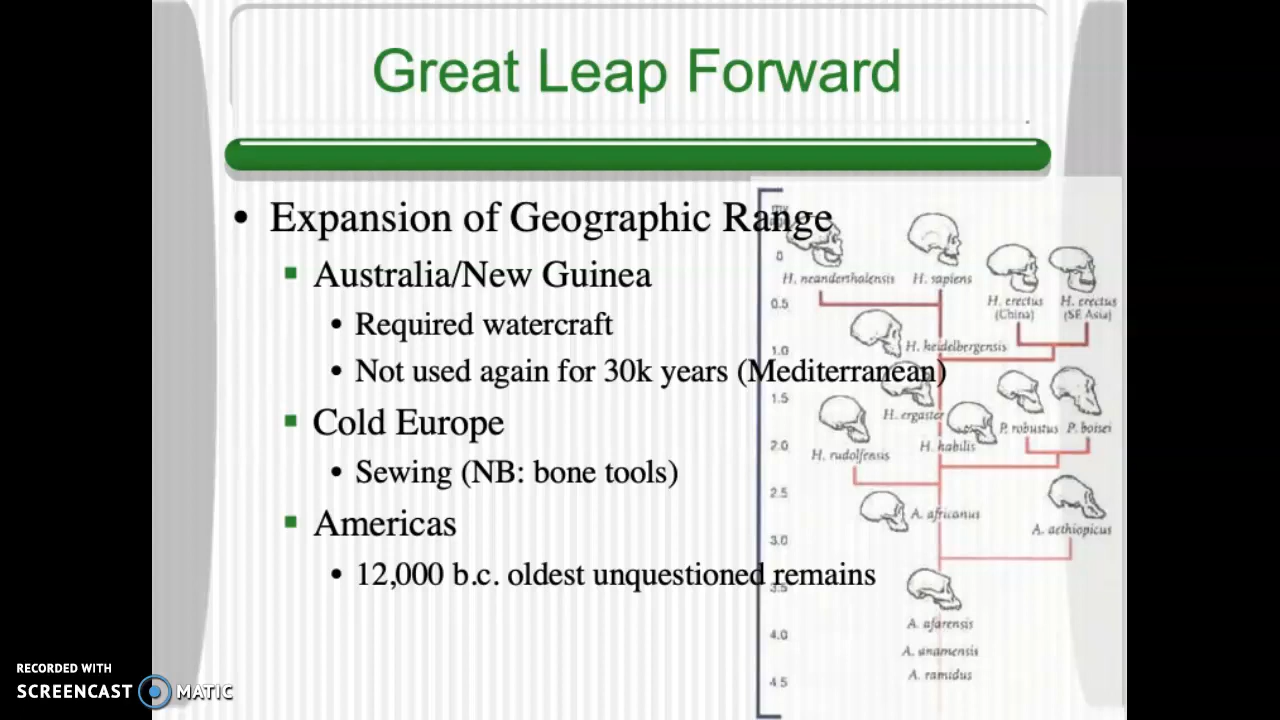 Great Leap Forward
• Expansion of Geographic Range
▪ Australia/New Guinea
• Required watercraft
• Not used again for 30k years (Mediterranean)
▪ Cold Europe
• Sewing (NB: bone tools)
▪ Americas
• 12,000 b.c. oldest unquestioned remains
0
0.5
1.0
1.5
2.0
2.5
3.0
3.5
4.0
4.5
H. neanderthalensis
H. sapiens
H. erectus
(China)
H. erectus
(SE Asia)
H. heidelbergensis
H. ergaster
P. robustus
P. boisei
H. habilis
H. rudolfensis
A. africanus
A. aethiopicus
A. afarensis
A. anamensis
A. ramidus
RECORDED WITH
SCREENCAST MATIC